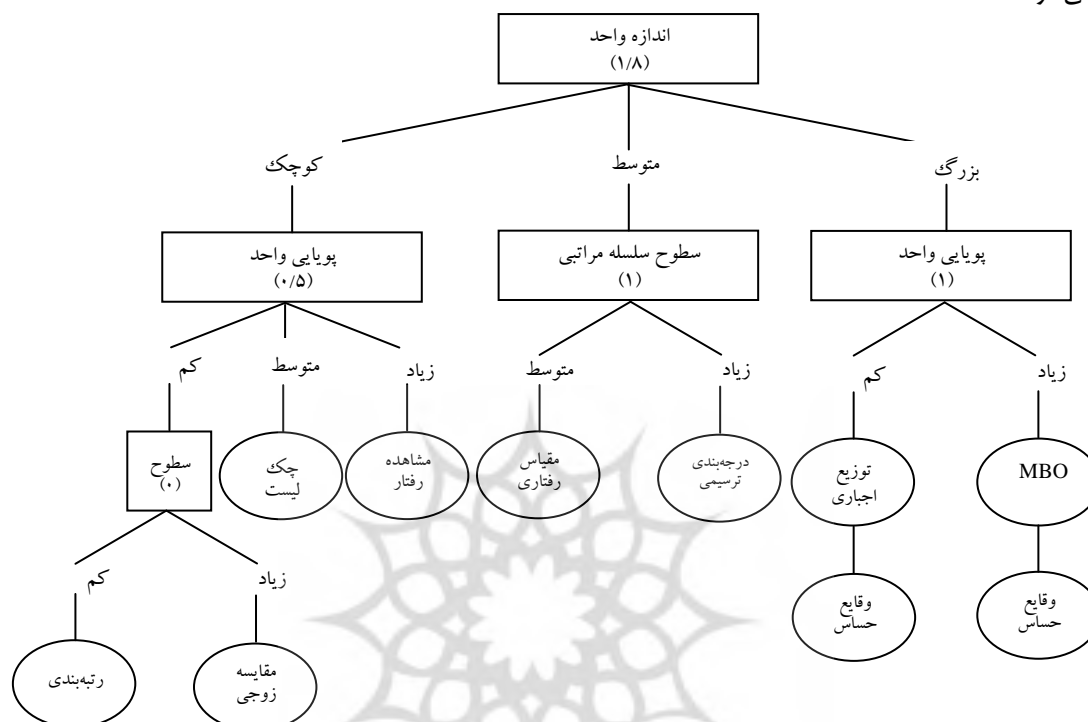 اندازه واحد
(۱/۸)
کوچک
متوسط
بزرگ
پویایی واحد
(۰/۵)
سطوح سلسله مراتبی
(۱)
پویایی واحد
(۱)
کم
متوسط
زیاد
متوسط
زیاد
کم
زیاد
سطوح
(۰)
چک
لیست
مشاهده
رفتار
مقیاس
رفتاری
درجه‌بندی
ترسیمی
توزیع
اجباری
MBO
کم
زیاد
وقایع
حساس
وقایع
حساس
رتبه‌بندی
مقایسه
زوجی